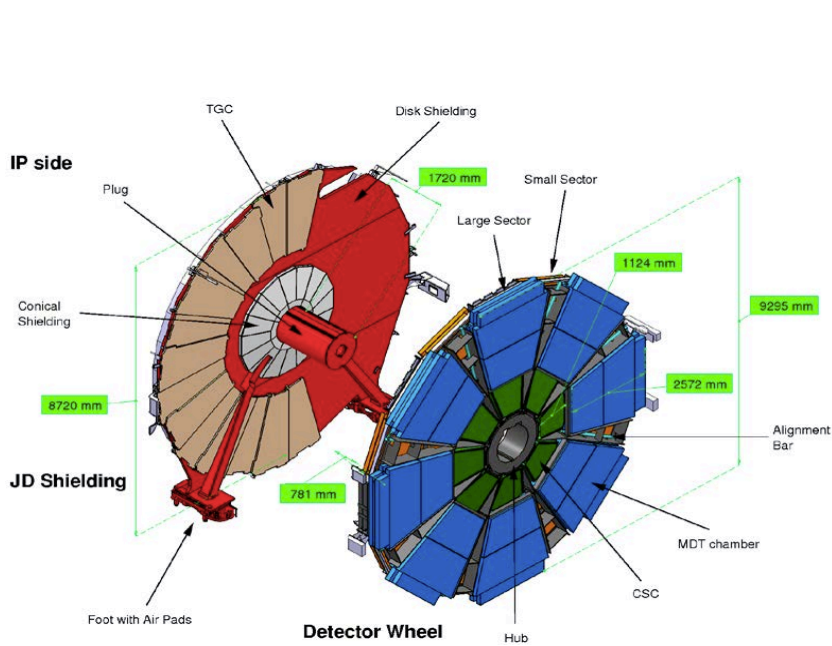 TGC
Disk Shielding
IP side
1720 mm
Small Sector
Plug
Large Sector
1124 mm
Conical
Shielding
9295 mm
2572 mm
8720 mm
Alignment
Bar
JD Shielding
781 mm
MDT chamber
CSC
Foot with Air Pads
Detector Wheel
Hub